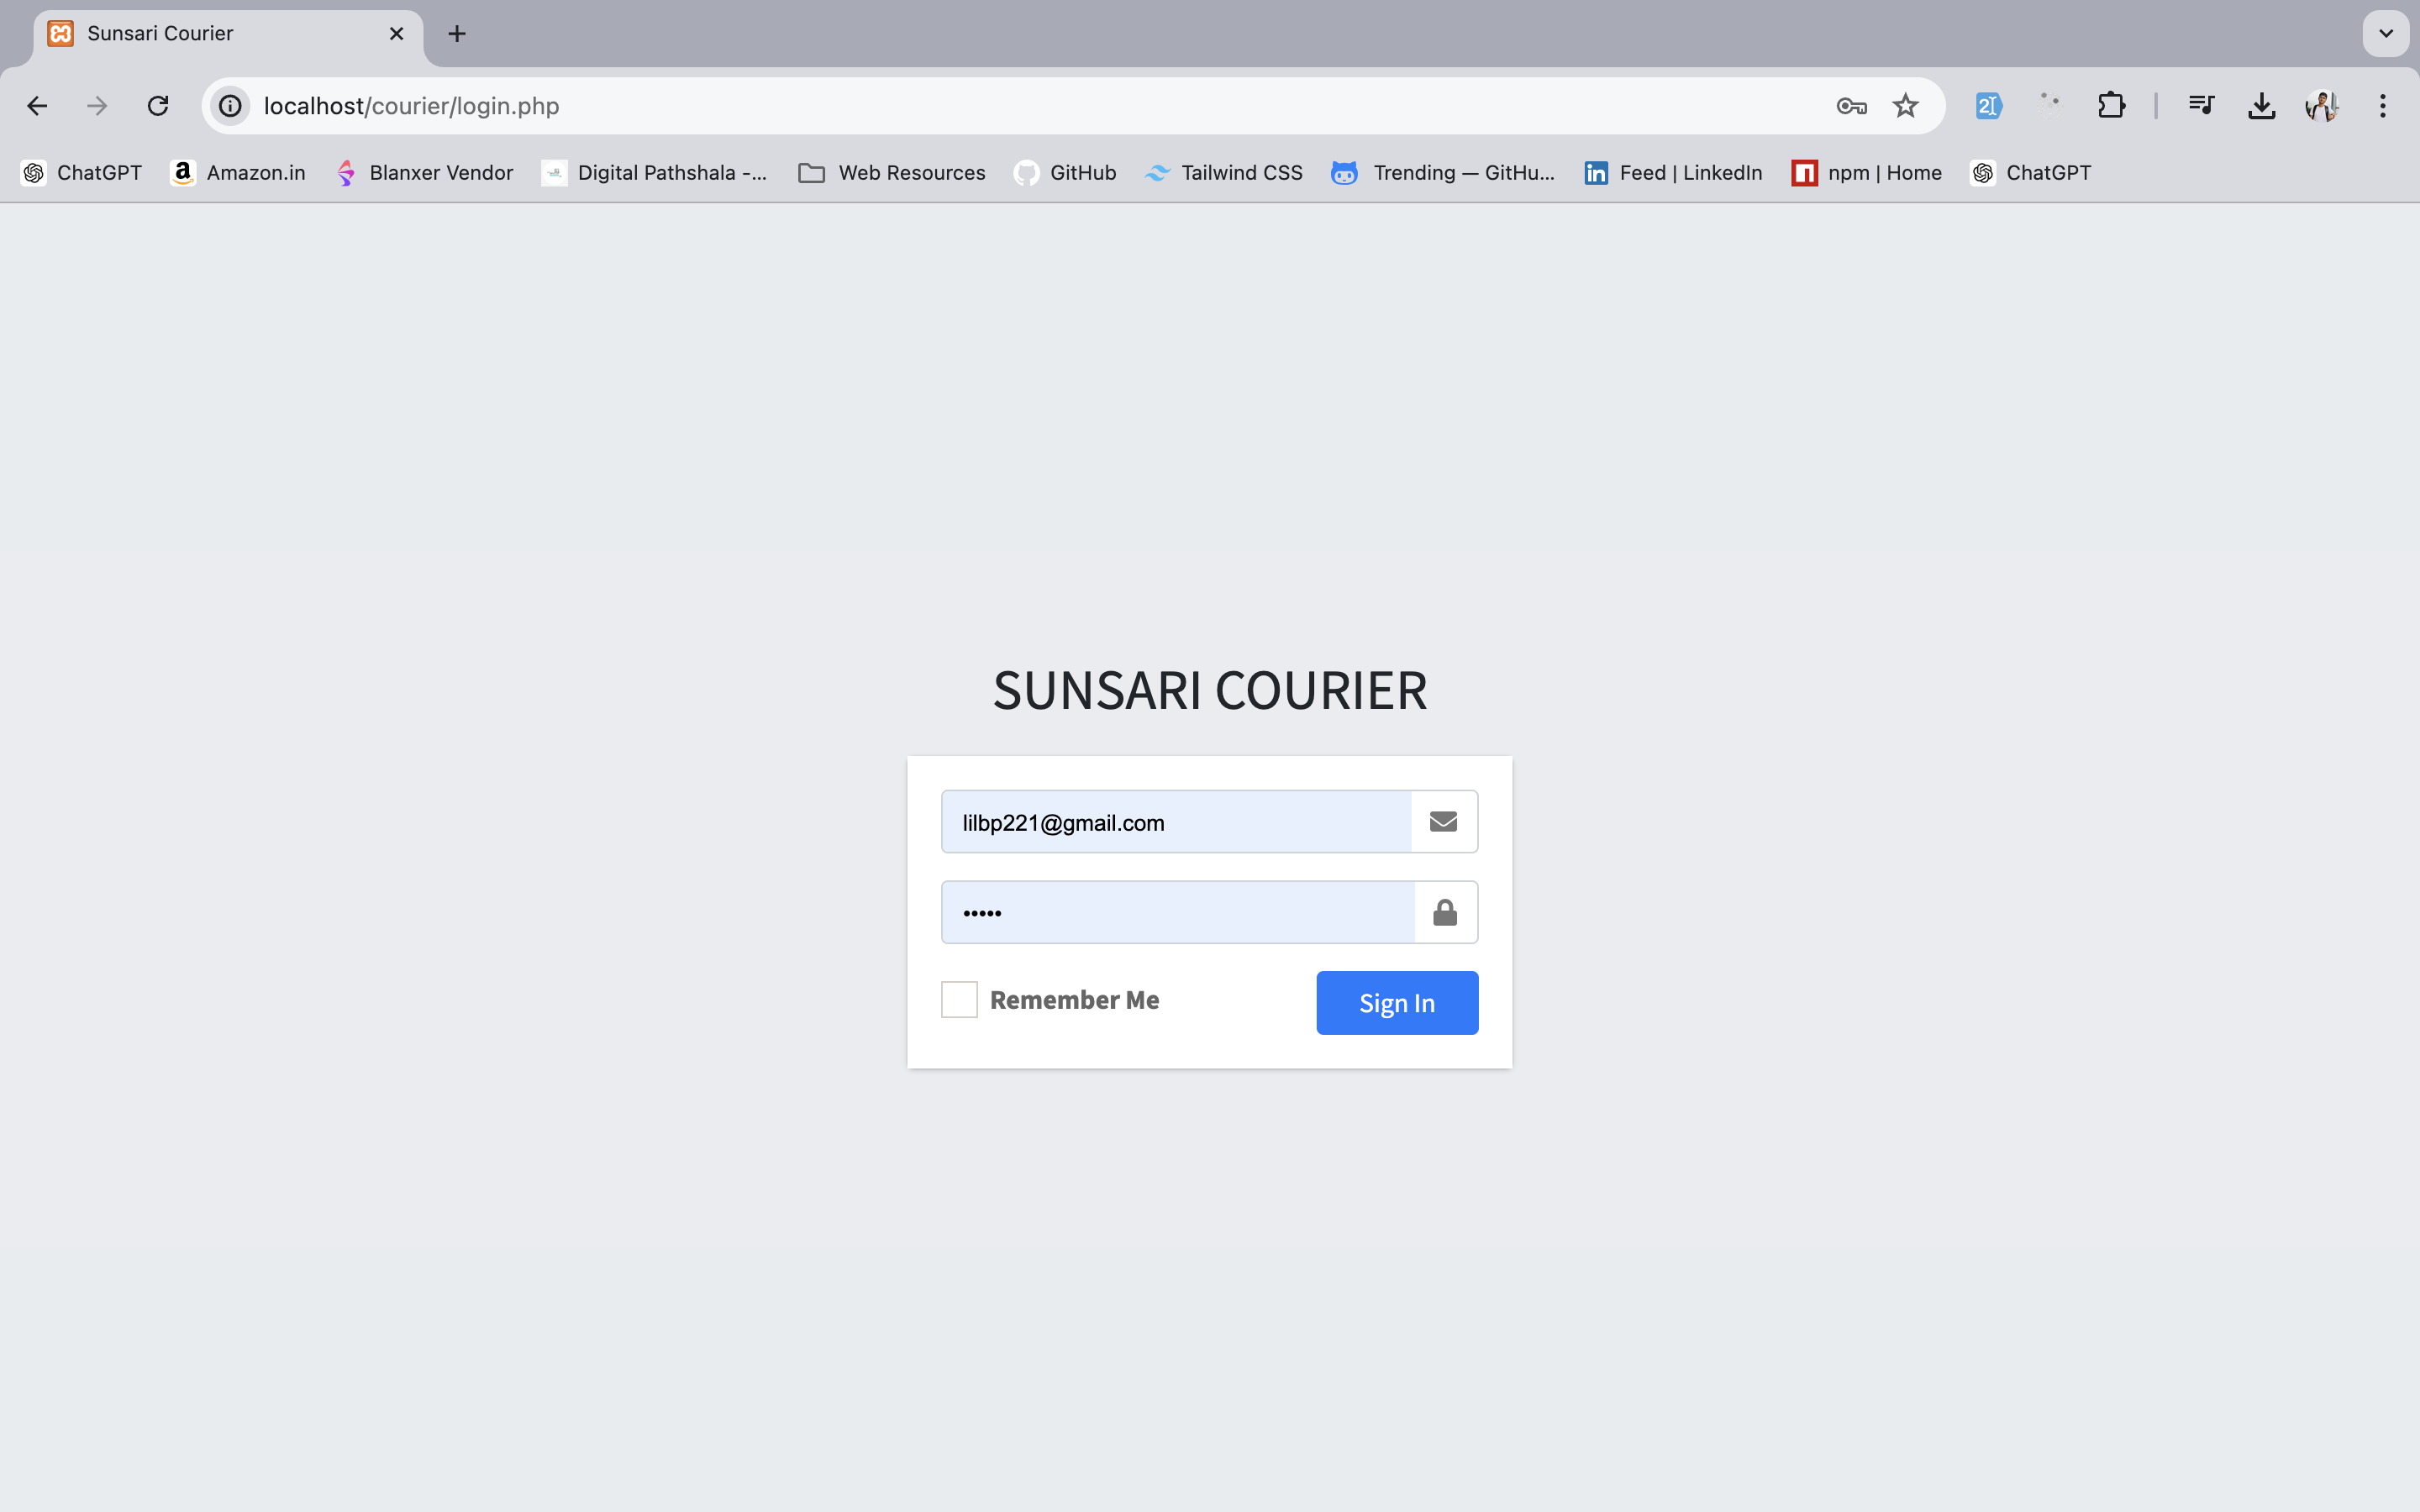 Sunsari Courier
localhost/courier/login.php
ChatGPT Amazon.in Blanxer Vendor Digital Pathshala -... Web Resources GitHub Tailwind CSS Trending — GitHu... Feed | LinkedIn npm | Home ChatGPT
SUNSARI COURIER
lilbp221@gmail.com
•••••
Remember Me Sign In